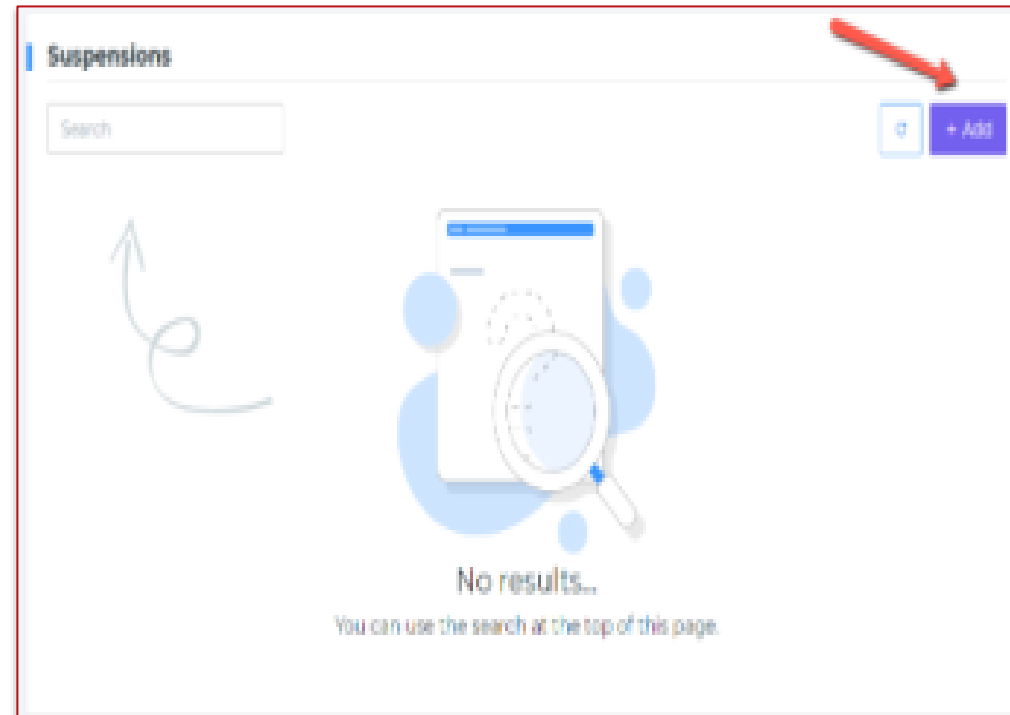 Suspensions
Search
+ Add
No results...
You can use the search at the top of this page.